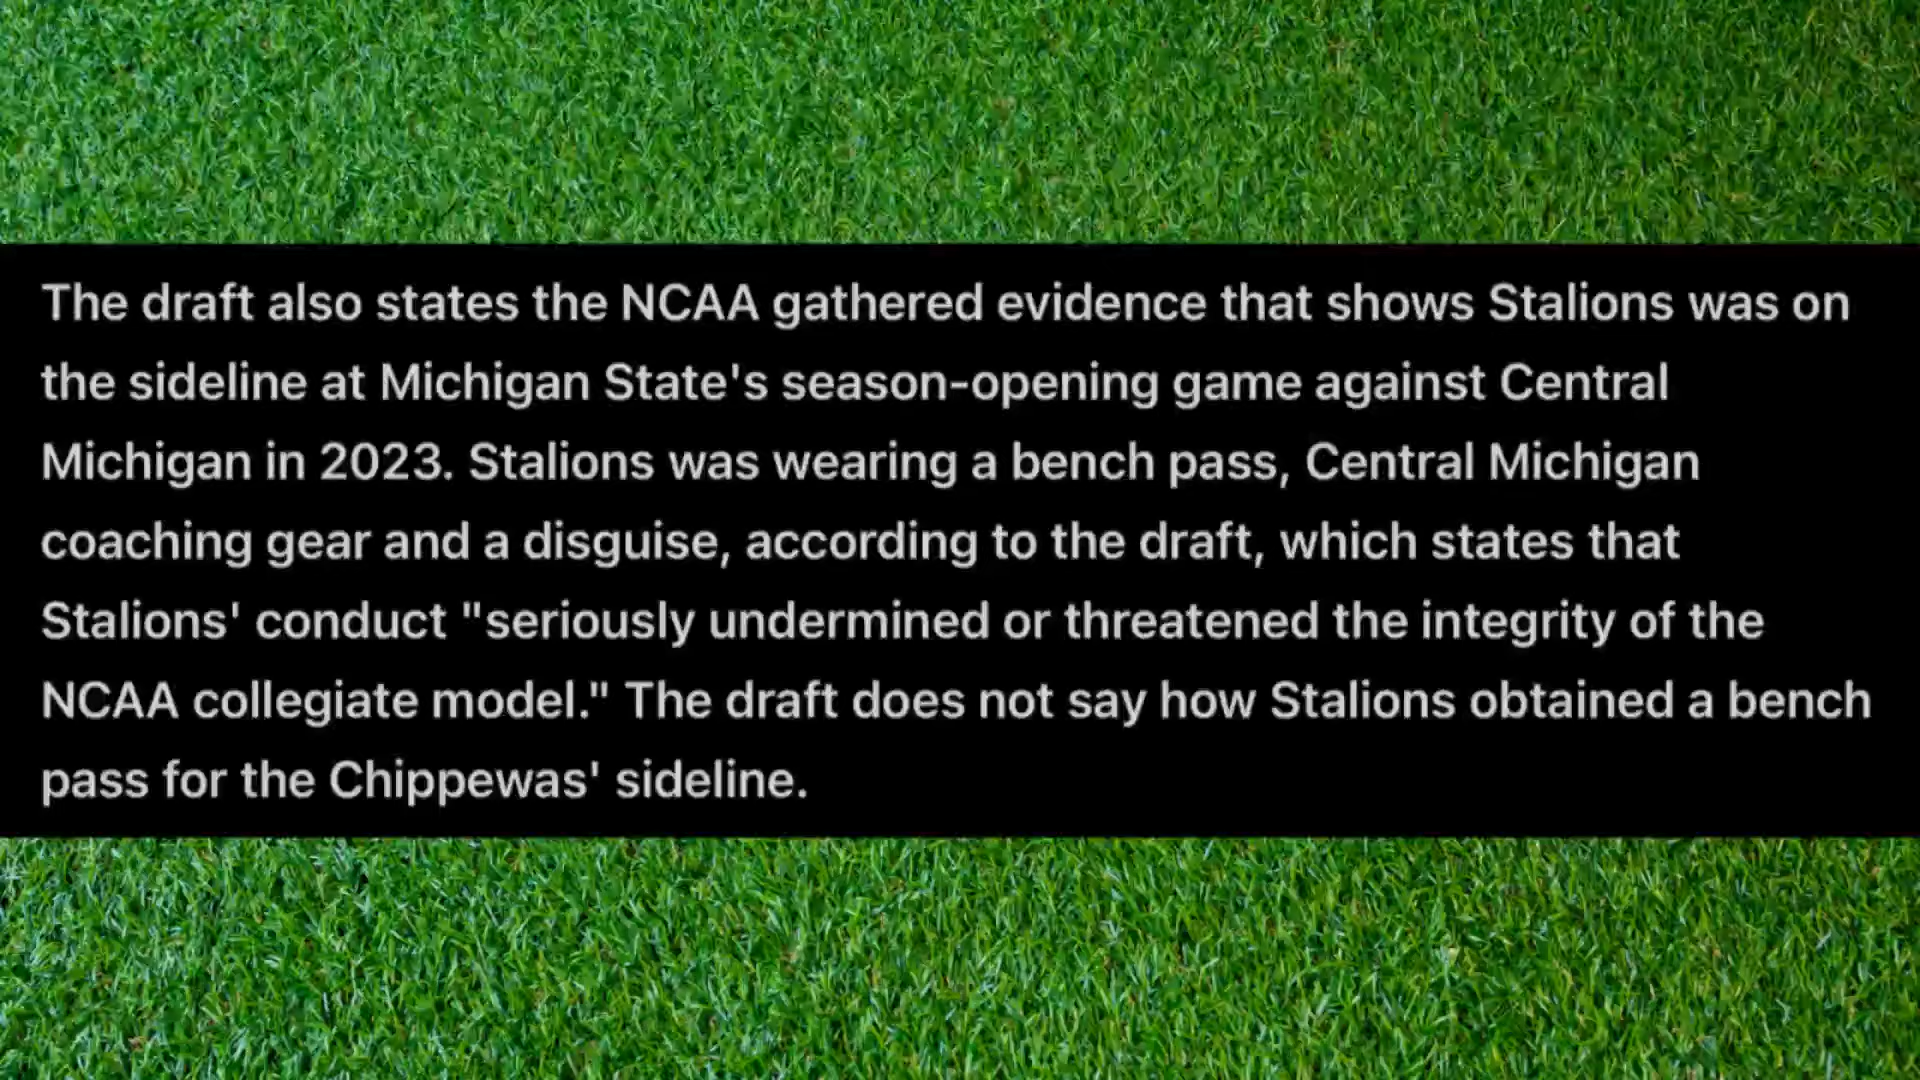 The draft also states the NCAA gathered evidence that shows Stalions was on
the sideline at Michigan State's season-opening game against Central
Michigan in 2023. Stalions was wearing a bench pass, Central Michigan
coaching gear and a disguise, according to the draft, which states that
Stalions' conduct "seriously undermined or threatened the integrity of the
NCAA collegiate model." The draft does not say how Stalions obtained a bench
pass for the Chippewas' sideline.